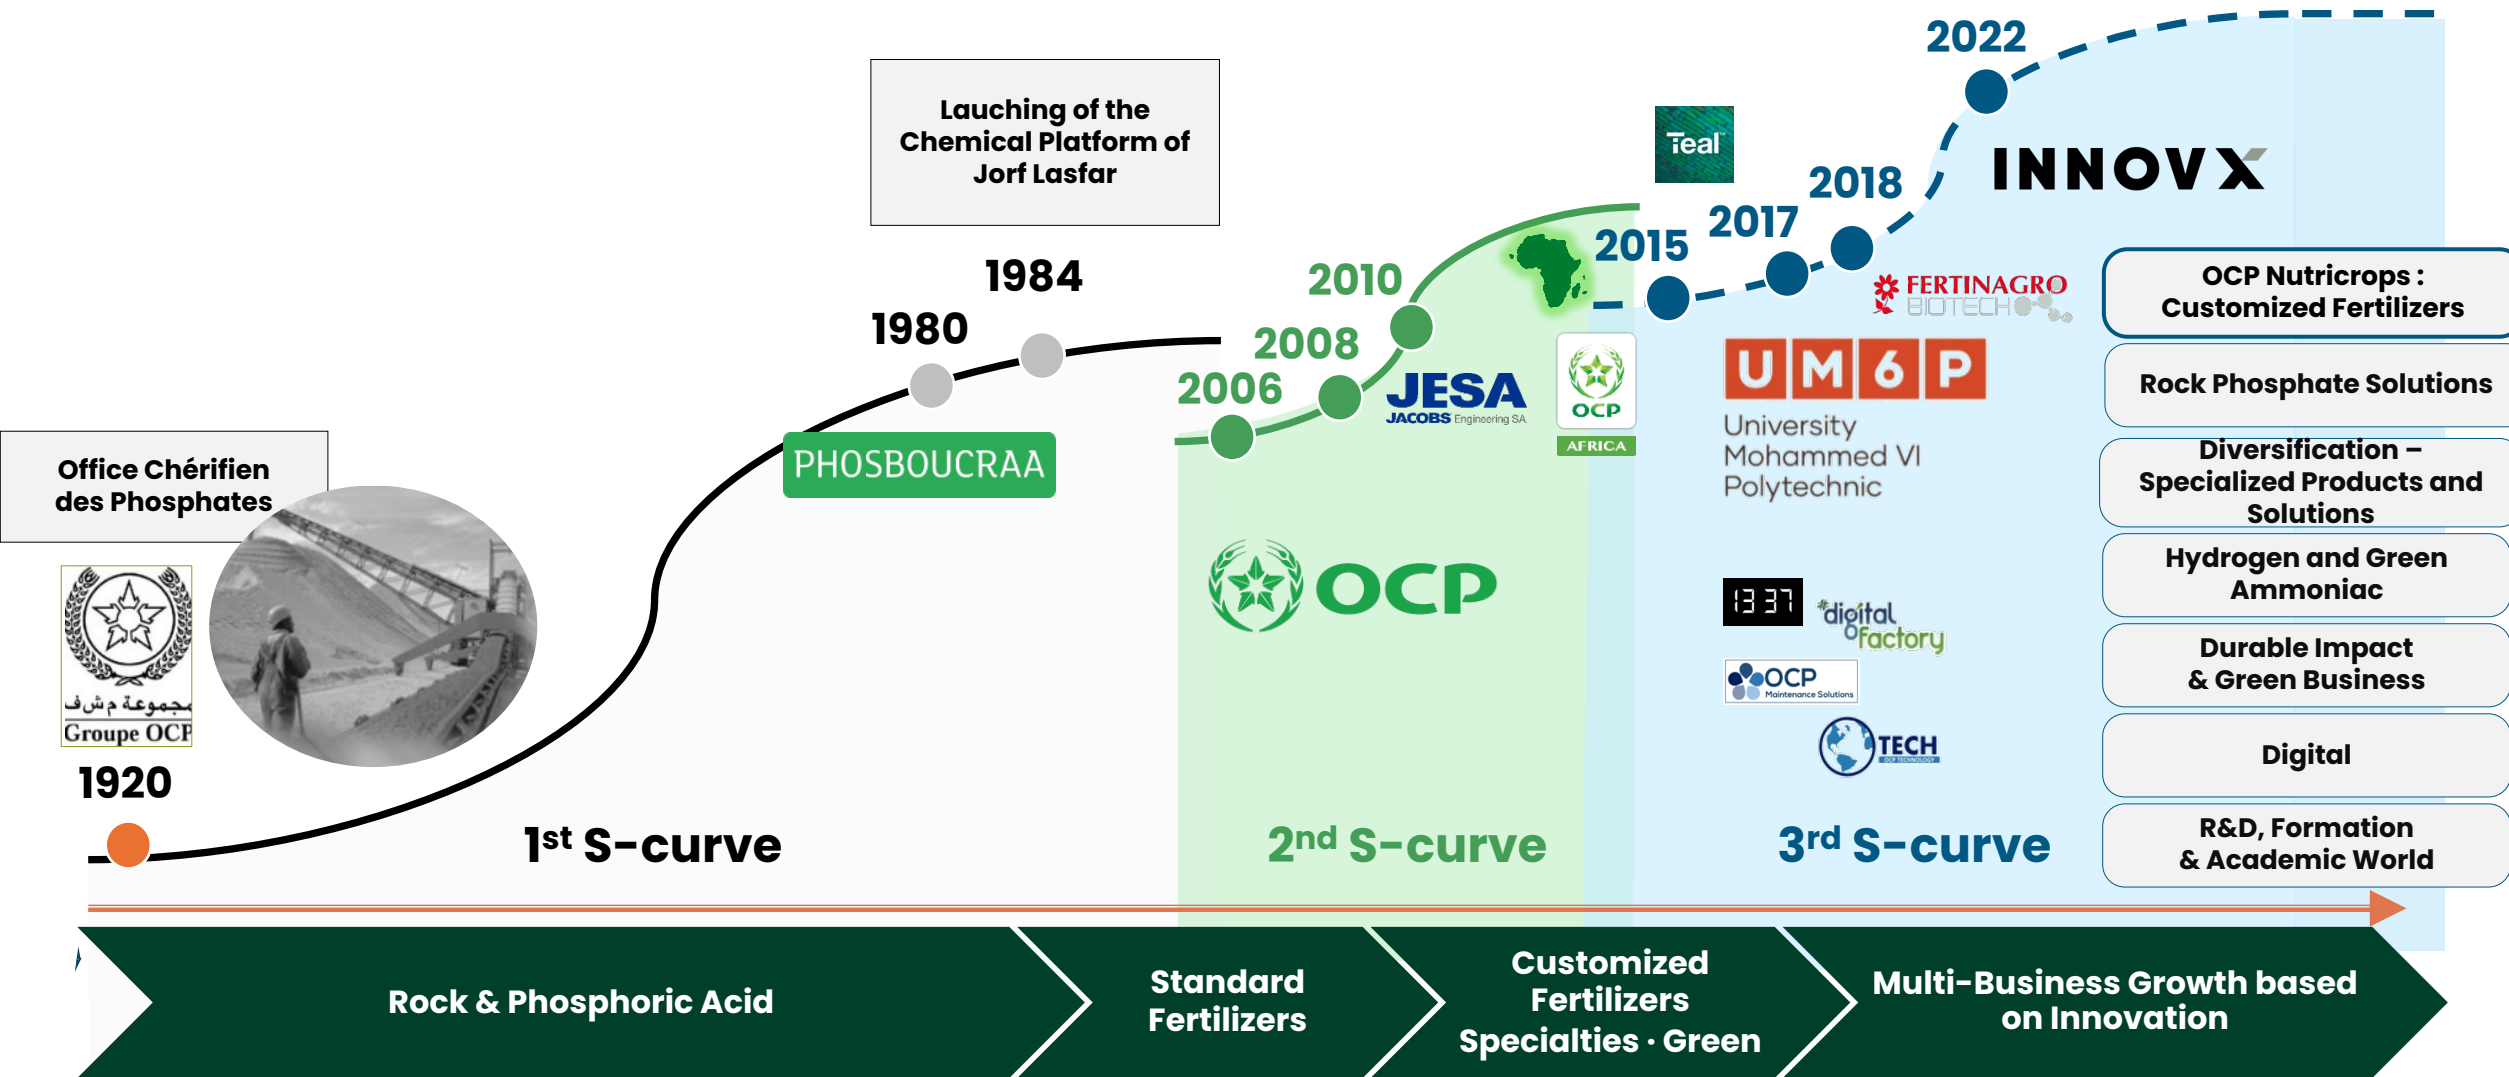 Office Chérifien
des Phosphates
مجموعة م ش ف
Groupe OCP
1920
Lauching of the
Chemical Platform of
Jorf Lasfar
1980
1984
PHOSBOUCRAA
1st S-curve
2006
2008
2010
JESA
JACOBS Engineering SA
OCP
AFRICA
OCP
2nd S-curve
Teal
2015
2017
2018
2022
INNOVX
FERTINAGRO
BIOTECH
UM6P
University
Mohammed VI
Polytechnic
1337
#digital
factory
OCP
Maintenance Solutions
TECH
OCP TECHNOLOGY
3rd S-curve
OCP Nutricrops :
Customized Fertilizers
Rock Phosphate Solutions
Diversification –
Specialized Products and
Solutions
Hydrogen and Green
Ammoniac
Durable Impact
& Green Business
Digital
R&D, Formation
& Academic World
Rock & Phosphoric Acid
Standard
Fertilizers
Customized
Fertilizers
Specialties · Green
Multi-Business Growth based
on Innovation